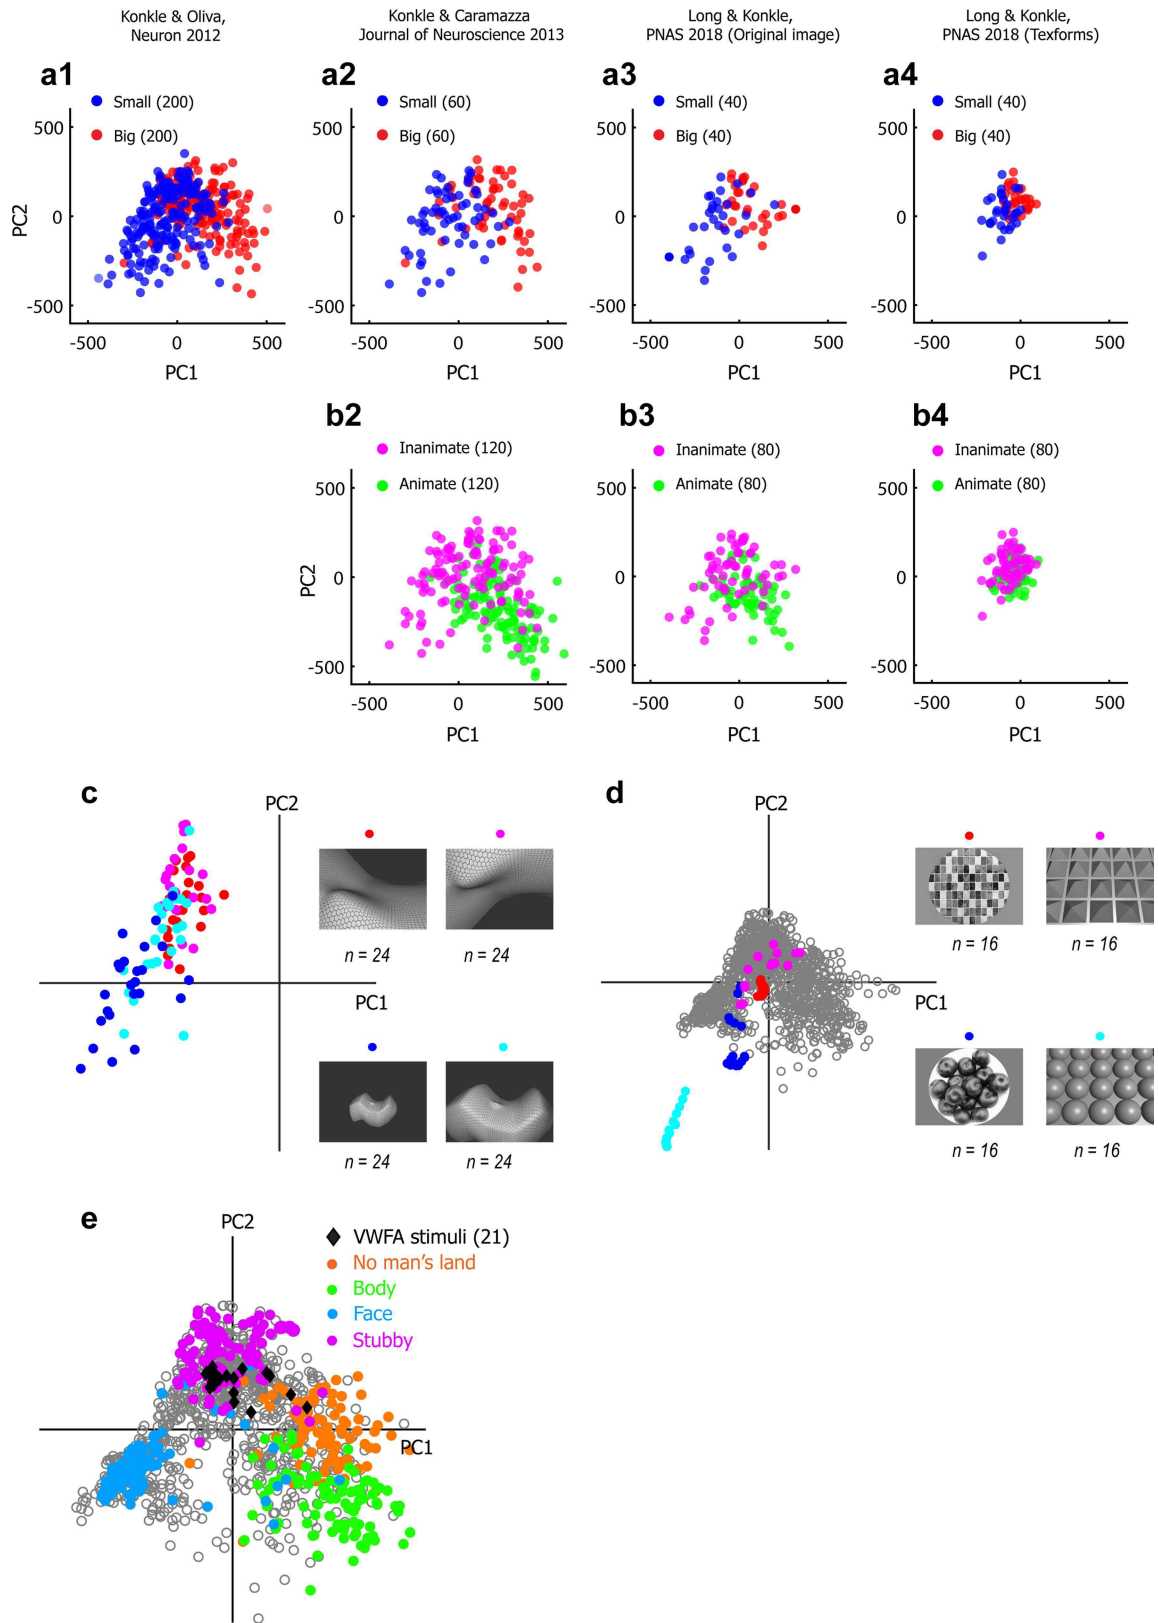 Konkle & Oliva,
Neuron 2012
Konkle & Caramazza
Journal of Neuroscience 2013
Long & Konkle,
PNAS 2018 (Original image)
Long & Konkle,
PNAS 2018 (Texforms)
a1
Small (200)
Big (200)
500
0
-500
PC2
-500 0 500
PC1
a2
Small (60)
Big (60)
500
0
-500
-500 0 500
PC1
a3
Small (40)
Big (40)
500
0
-500
-500 0 500
PC1
a4
Small (40)
Big (40)
500
0
-500
-500 0 500
PC1
b2
Inanimate (120)
Animate (120)
500
0
-500
PC2
-500 0 500
PC1
b3
Inanimate (80)
Animate (80)
500
0
-500
-500 0 500
PC1
b4
Inanimate (80)
Animate (80)
500
0
-500
-500 0 500
PC1
c
PC2
PC1
n = 24
n = 24
n = 24
n = 24
d
PC2
PC1
n = 16
n = 16
n = 16
n = 16
e
PC2
PC1
VWFA stimuli (21)
No man's land
Body
Face
Stubby